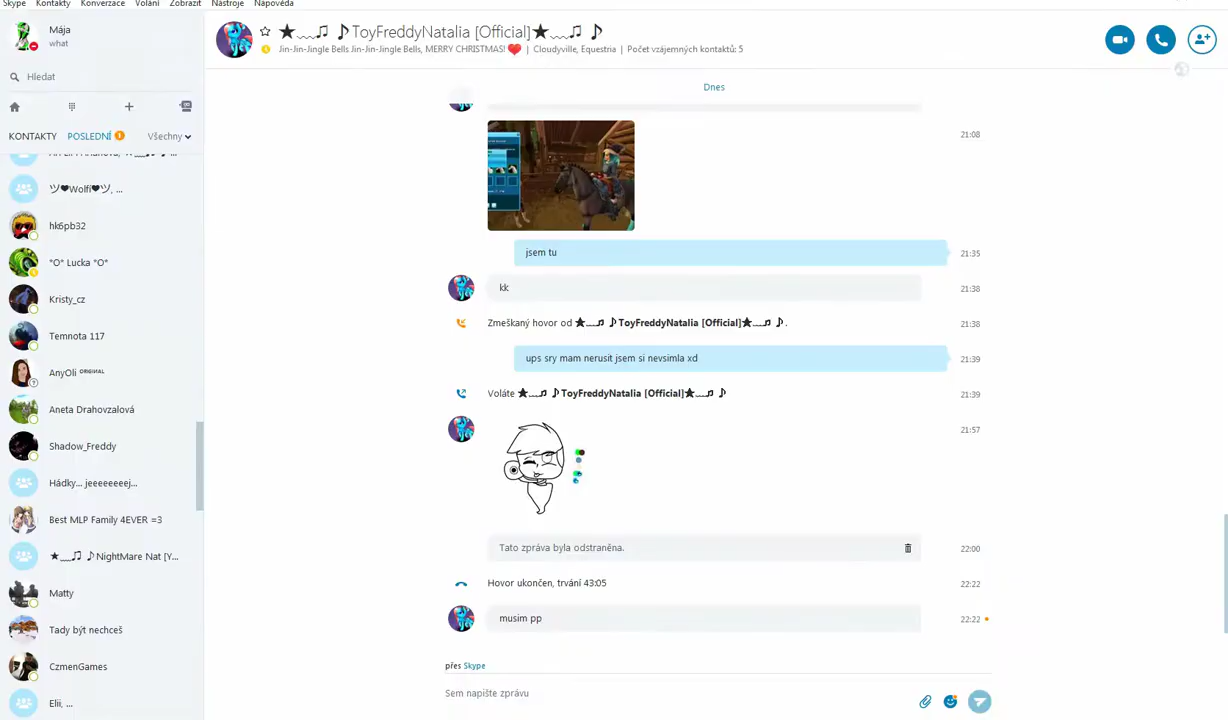 Skype Kontakty Konverzace Volání Zobrazit Nástroje Nápověda
Mája
what
Hledat
KONTAKTY POSLEDNÍ 1 Všechny
ツ❤Wolfi❤ツ, ...
hk6pb32
*O* Lucka *O*
Kristy_cz
Temnota 117
AnyOli ᴼᴿᴵᴳᴵᴻᴬᴸ
Aneta Drahovzalová
Shadow_Freddy
Hádky... jeeeeeeej...
Best MLP Family 4EVER =3
★﹏♫ ♪NightMare Nat [Y...
Matty
Tady být nechceš
CzmenGames
Elii, ...
★﹏♫ ♪ToyFreddyNatalia [Official]★﹏♫ ♪
Jin-Jin-Jingle Bells Jin-Jin-Jingle Bells, MERRY CHRISTMAS! ❤ | Cloudyville, Equestria | Počet vzájemných kontaktů: 5
Dnes
21:08
jsem tu 21:35
kk 21:38
Zmeškaný hovor od ★﹏♫ ♪ToyFreddyNatalia [Official]★﹏♫ ♪. 21:38
ups sry mam nerusit jsem si nevsimla xd 21:39
Voláte ★﹏♫ ♪ToyFreddyNatalia [Official]★﹏♫ ♪ 21:39
21:57
Tato zpráva byla odstraněna. 22:00
Hovor ukončen, trvání 43:05 22:22
musim pp 22:22
přes Skype
Sem napište zprávu